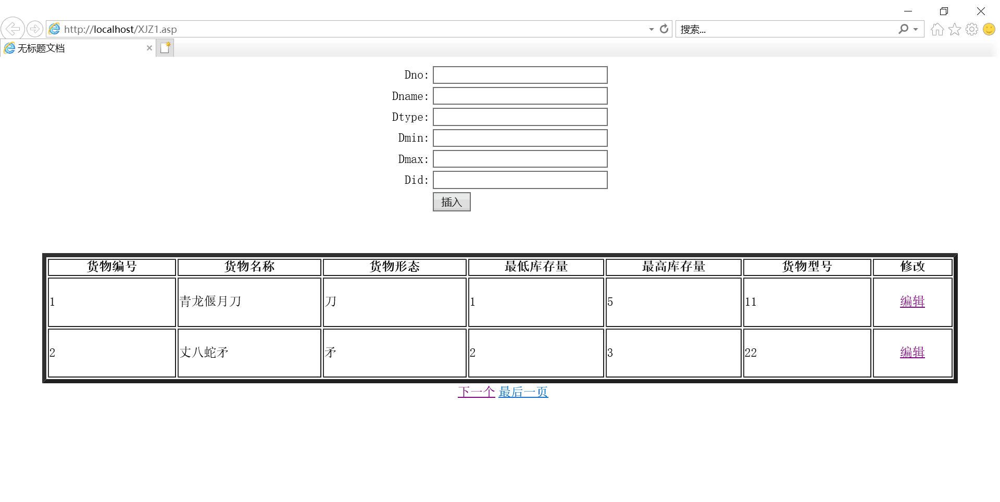 http://localhost/XJZ1.asp 搜索...
无标题文档
Dno:
Dname:
Dtype:
Dmin:
Dmax:
Did:
插入
货物编号 货物名称 货物形态 最低库存量 最高库存量 货物型号 修改
1 青龙偃月刀 刀 1 5 11 编辑
2 丈八蛇矛 矛 2 3 22 编辑
下一个 最后一页